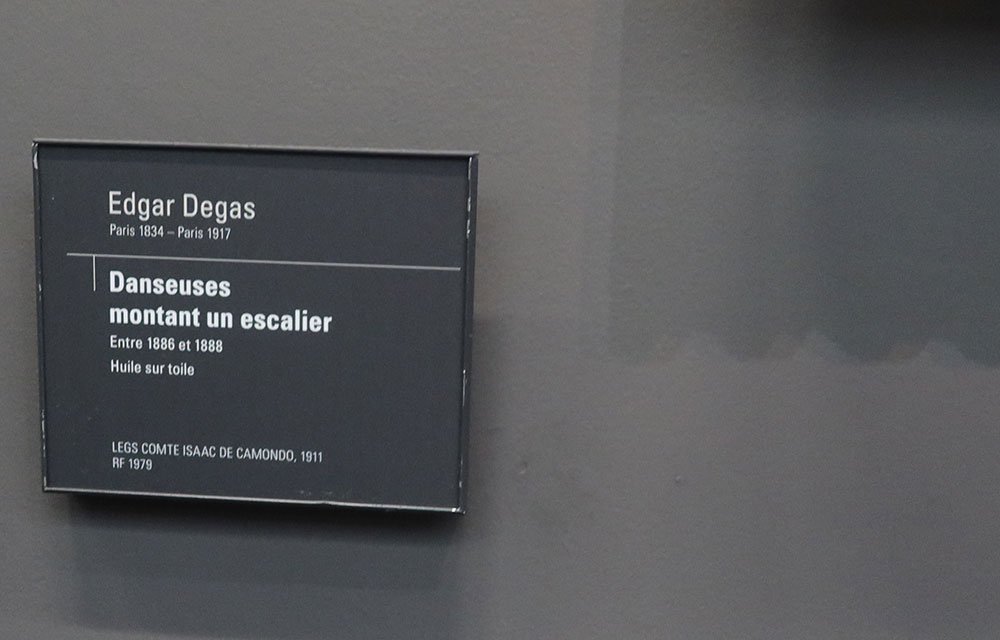 Edgar Degas
Paris 1834 – Paris 1917
Danseuses
montant un escalier
Entre 1886 et 1888
Huile sur toile
LEGS COMTE ISAAC DE CAMONDO, 1911
RF 1979